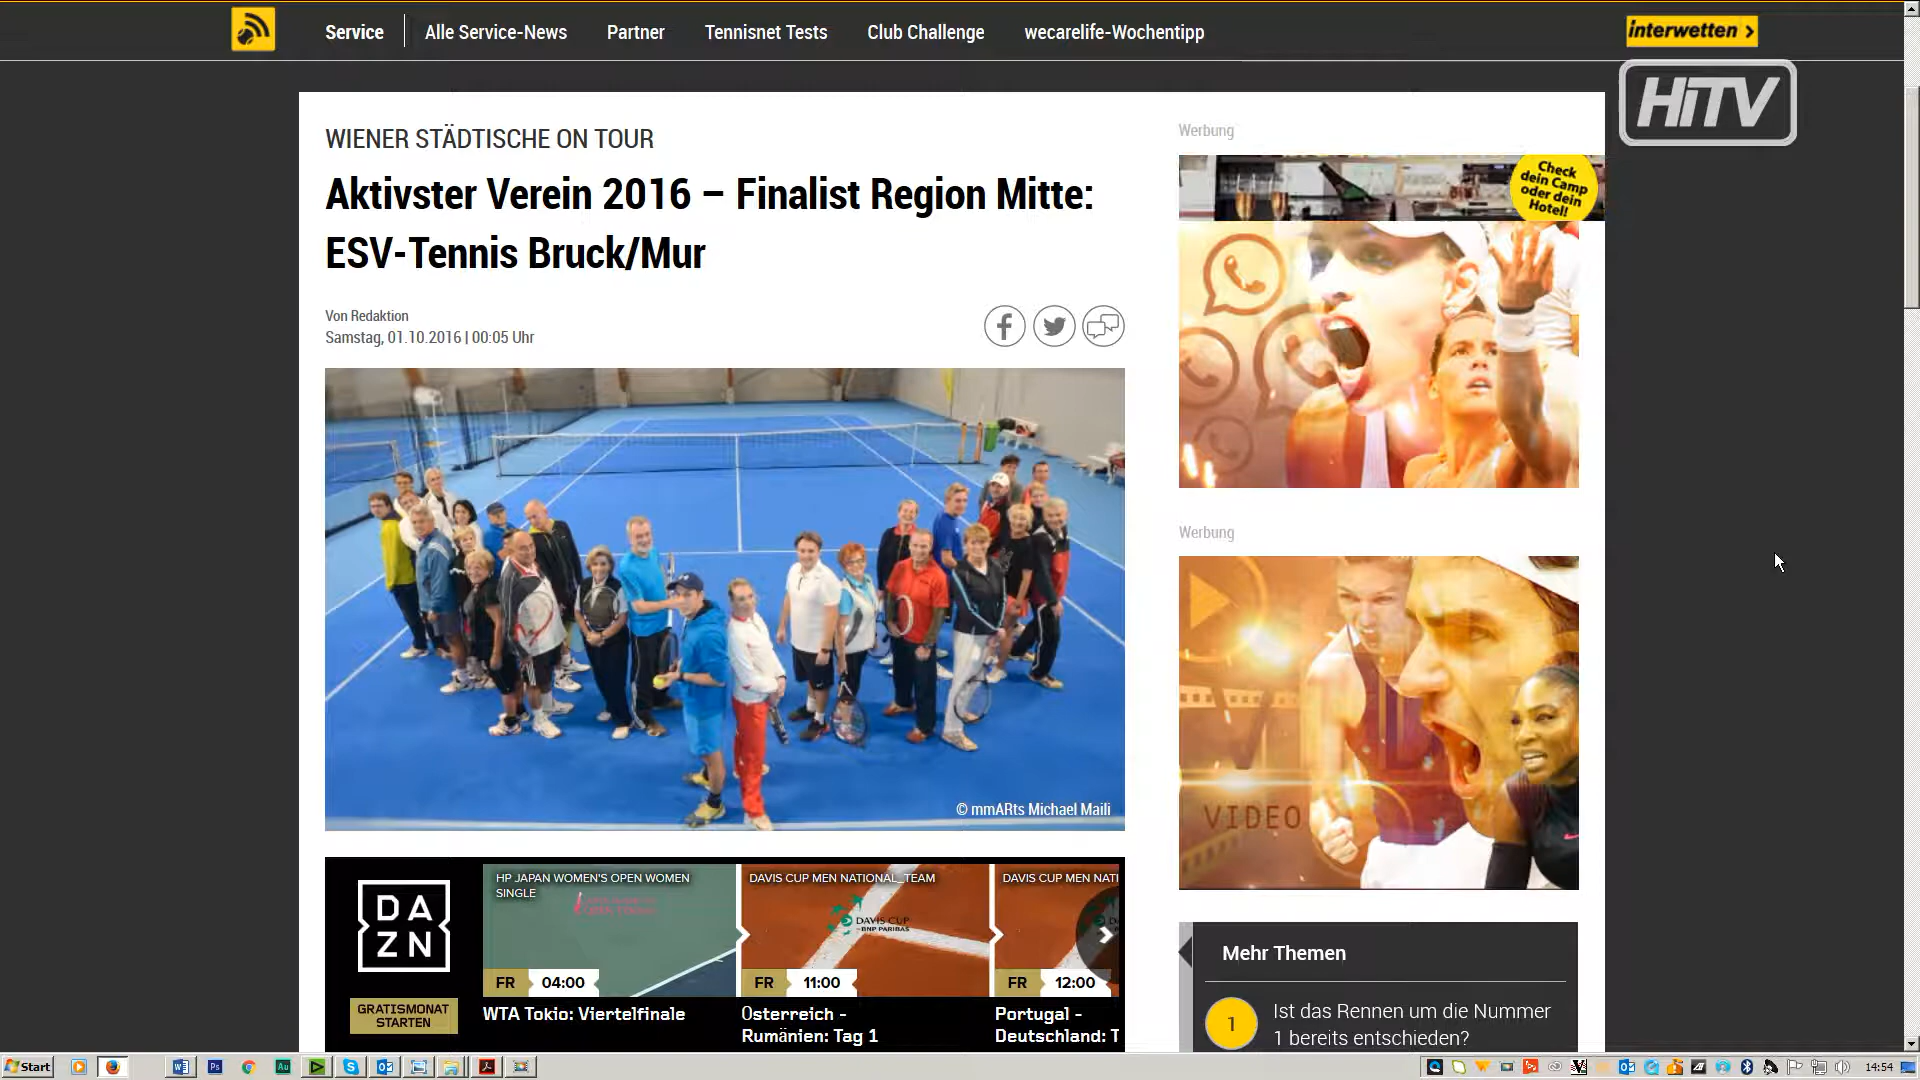 Service
Alle Service-News
Partner
Tennisnet Tests
Club Challenge
wecarelife-Wochentipp
interwetten >
HiTV
WIENER STÄDTISCHE ON TOUR
Aktivster Verein 2016 – Finalist Region Mitte:
ESV-Tennis Bruck/Mur
Von Redaktion
Samstag, 01.10.2016 | 00:05 Uhr
© mmARts Michael Maili
Werbung
Check
dein Camp
oder dein
Hotel!
Werbung
VIDEO
DA
ZN
GRATISMONAT
STARTEN
HP JAPAN WOMEN'S OPEN WOMEN
SINGLE
FR 04:00
WTA Tokio: Viertelfinale
DAVIS CUP MEN NATIONAL_TEAM
DAVIS CUP
BNP PARIBAS
FR 11:00
Österreich -
Rumänien: Tag 1
DAVIS CUP MEN NATI
FR 12:00
Portugal -
Deutschland: T
Mehr Themen
1
Ist das Rennen um die Nummer
1 bereits entschieden?
Start
14:54